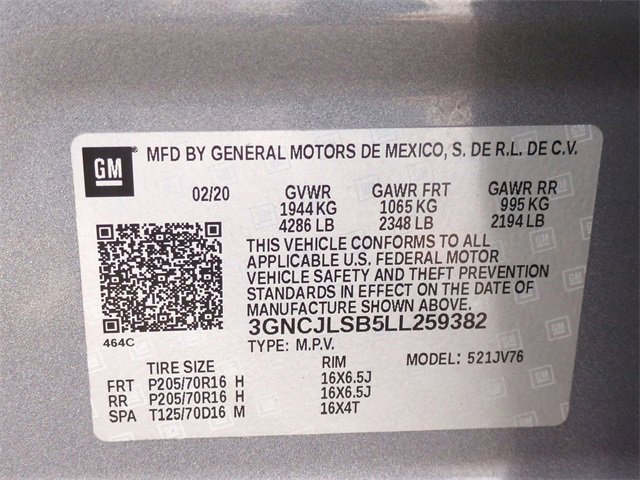 GM
MFD BY GENERAL MOTORS DE MEXICO, S. DE R.L. DE C.V.
02/20 GVWR GAWR FRT GAWR RR
1944 KG 1065 KG 995 KG
4286 LB 2348 LB 2194 LB
THIS VEHICLE CONFORMS TO ALL
APPLICABLE U.S. FEDERAL MOTOR
VEHICLE SAFETY AND THEFT PREVENTION
STANDARDS IN EFFECT ON THE DATE OF
MANUFACTURE SHOWN ABOVE.
3GNCJLSB5LL259382
464C
TYPE: M.P.V. MODEL: 521JV76
TIRE SIZE RIM
FRT P205/70R16 H 16X6.5J
RR P205/70R16 H 16X6.5J
SPA T125/70D16 M 16X4T